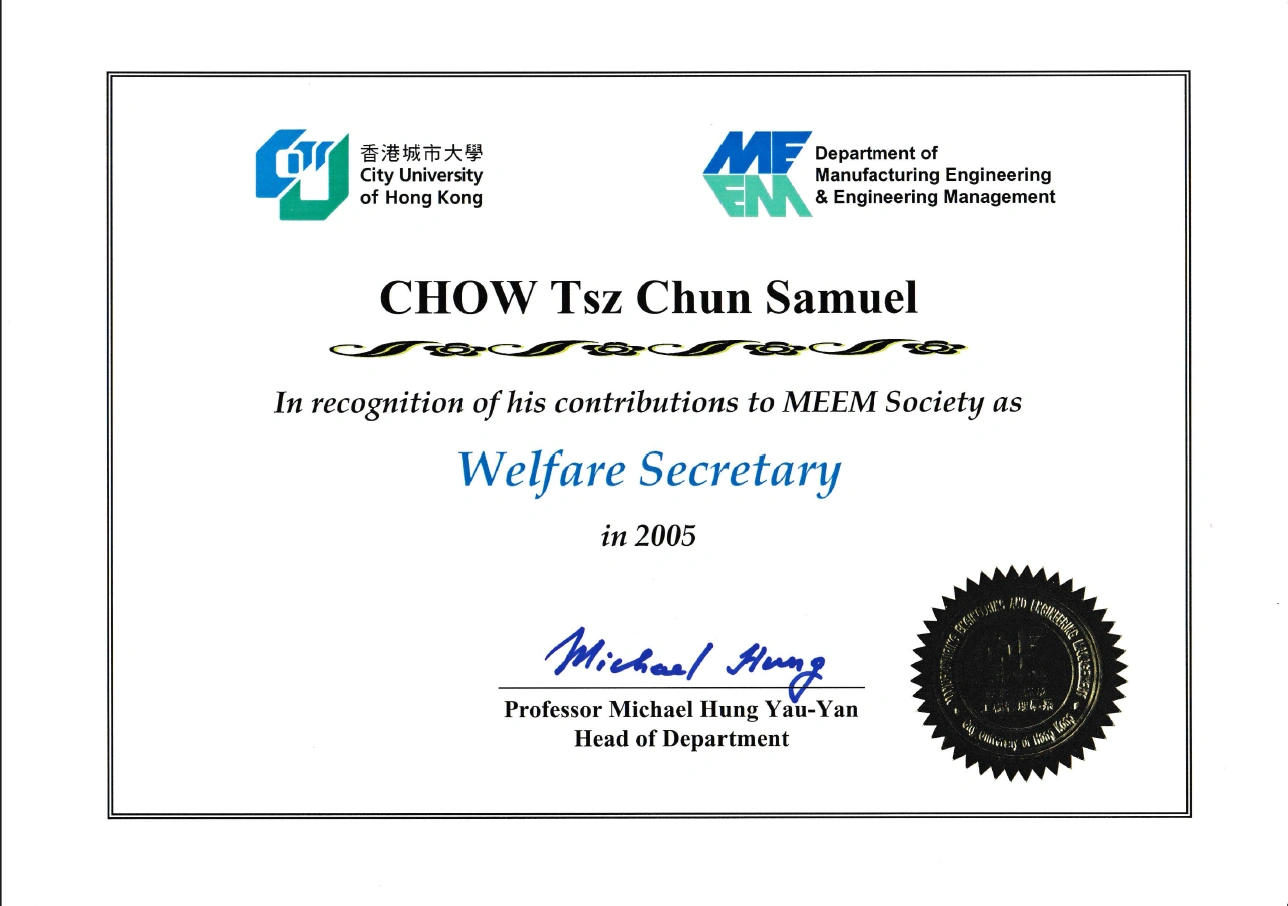 香港城市大學
City University
of Hong Kong
MEEM
Department of
Manufacturing Engineering
& Engineering Management
CHOW Tsz Chun Samuel
In recognition of his contributions to MEEM Society as
Welfare Secretary
in 2005
Michael Hung
Professor Michael Hung Yau-Yan
Head of Department
MANUFACTURING ENGINEERING AND ENGINEERING MANAGEMENT
City University of Hong Kong